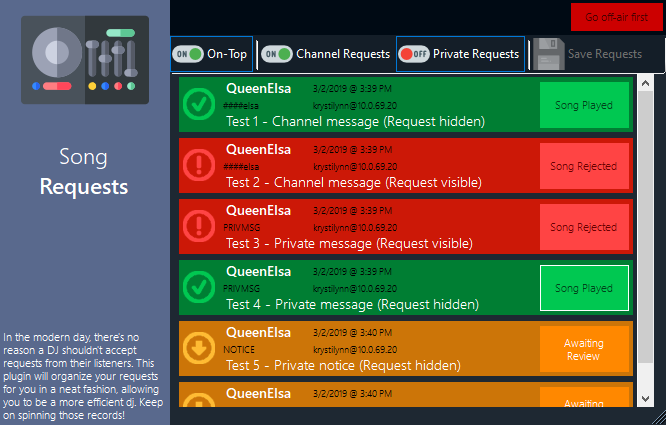 Go off-air first
ON On-Top ON Channel Requests OFF Private Requests Save Requests
Song
Requests
In the modern day, there's no
reason a DJ shouldn't accept
requests from their listeners. This
plugin will organize your requests
for you in a neat fashion, allowing
you to be a more efficient dj. Keep
on spinning those records!
QueenElsa 3/2/2019 @ 3:39 PM
####elsa krystilynn@10.0.69.20
Test 1 - Channel message (Request hidden)
Song Played
QueenElsa 3/2/2019 @ 3:39 PM
####elsa krystilynn@10.0.69.20
Test 2 - Channel message (Request visible)
Song Rejected
QueenElsa 3/2/2019 @ 3:39 PM
PRIVMSG krystilynn@10.0.69.20
Test 3 - Private message (Request visible)
Song Rejected
QueenElsa 3/2/2019 @ 3:39 PM
PRIVMSG krystilynn@10.0.69.20
Test 4 - Private message (Request hidden)
Song Played
QueenElsa 3/2/2019 @ 3:40 PM
NOTICE krystilynn@10.0.69.20
Test 5 - Private notice (Request hidden)
Awaiting
Review
QueenElsa 3/2/2019 @ 3:40 PM
Awaiting